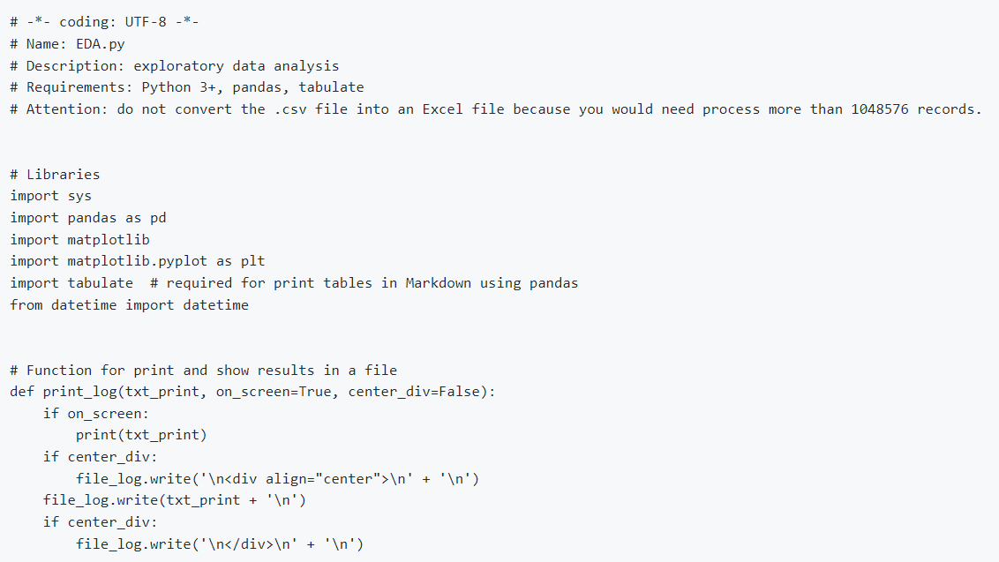 # -*- coding: UTF-8 -*-
# Name: EDA.py
# Description: exploratory data analysis
# Requirements: Python 3+, pandas, tabulate
# Attention: do not convert the .csv file into an Excel file because you would need process more than 1048576 records.
# Libraries
import sys
import pandas as pd
import matplotlib
import matplotlib.pyplot as plt
import tabulate  # required for print tables in Markdown using pandas
from datetime import datetime
# Function for print and show results in a file
def print_log(txt_print, on_screen=True, center_div=False):
    if on_screen:
        print(txt_print)
    if center_div:
        file_log.write('\n<div align="center">\n' + '\n')
    file_log.write(txt_print + '\n')
    if center_div:
        file_log.write('\n</div>\n' + '\n')